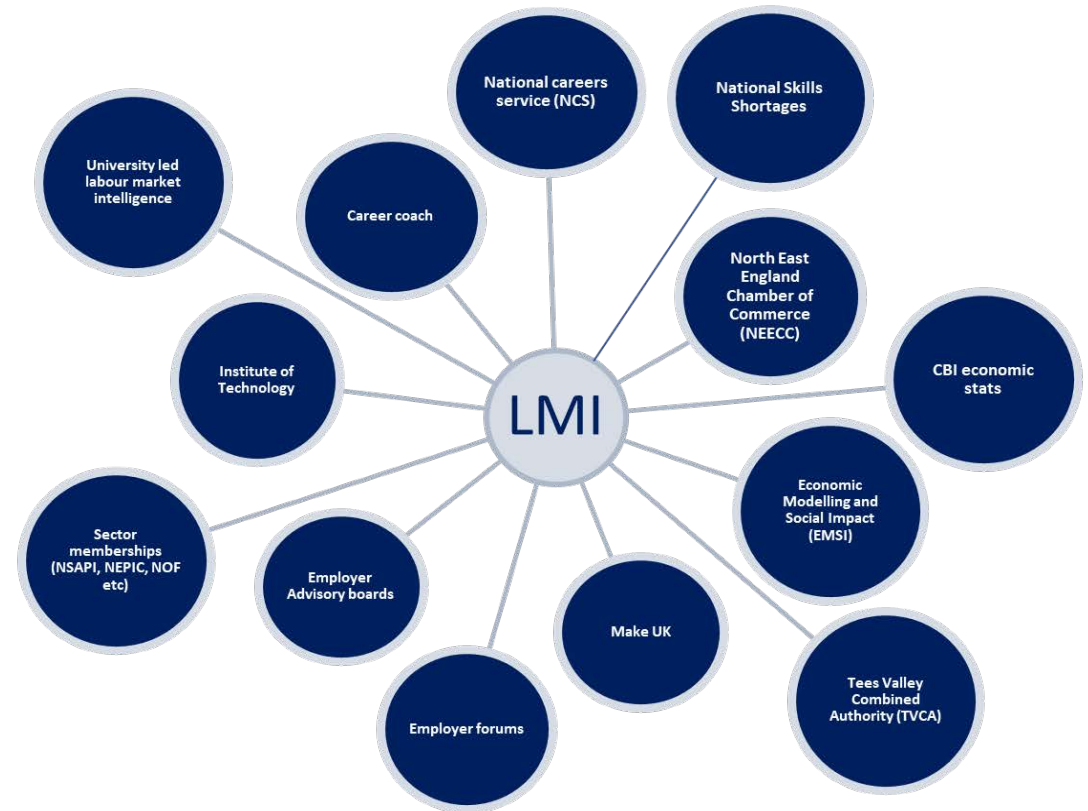 National careers
service (NCS)
National Skills
Shortages
University led
labour market
intelligence
Career coach
North East
England
Chamber of
Commerce
(NEECC)
Institute of
Technology
CBI economic
stats
LMI
Economic
Modelling and
Social Impact
(EMSI)
Sector
memberships
(NSAPI, NEPIC, NOF
etc)
Employer
Advisory boards
Make UK
Tees Valley
Combined
Authority (TVCA)
Employer forums